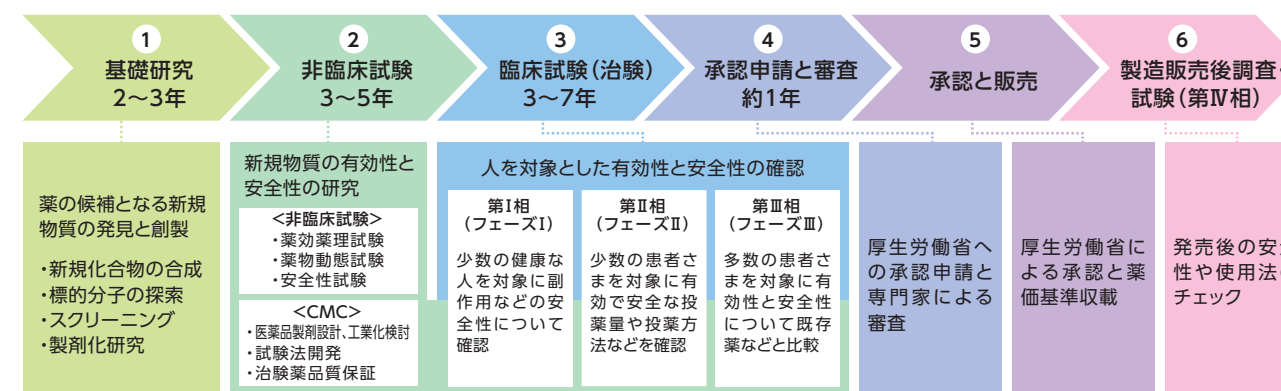 1
基礎研究
2～3年
2
非臨床試験
3～5年
3
臨床試験（治験）
3～7年
4
承認申請と審査
約1年
5
承認と販売
6
製造販売後調査・
試験（第Ⅳ相）
薬の候補となる新規
物質の発見と創製
・新規化合物の合成
・標的分子の探索
・スクリーニング
・製剤化研究
新規物質の有効性と
安全性の研究
<非臨床試験>
・薬効薬理試験
・薬物動態試験
・安全性試験
<CMC>
・医薬品製剤設計、工業化検討
・試験法開発
・治験薬品質保証
人を対象とした有効性と安全性の確認
第Ⅰ相
（フェーズⅠ）
少数の健康な
人を対象に副
作用などの安
全性について
確認
第Ⅱ相
（フェーズⅡ）
少数の患者さ
まを対象に有
効で安全な投
薬量や投薬方
法などを確認
第Ⅲ相
（フェーズⅢ）
多数の患者さ
まを対象に有
効性と安全性
について既存
薬などと比較
厚生労働省へ
の承認申請と
専門家による
審査
厚生労働省に
よる承認と薬
価基準収載
発売後の安
性や使用法
チェック